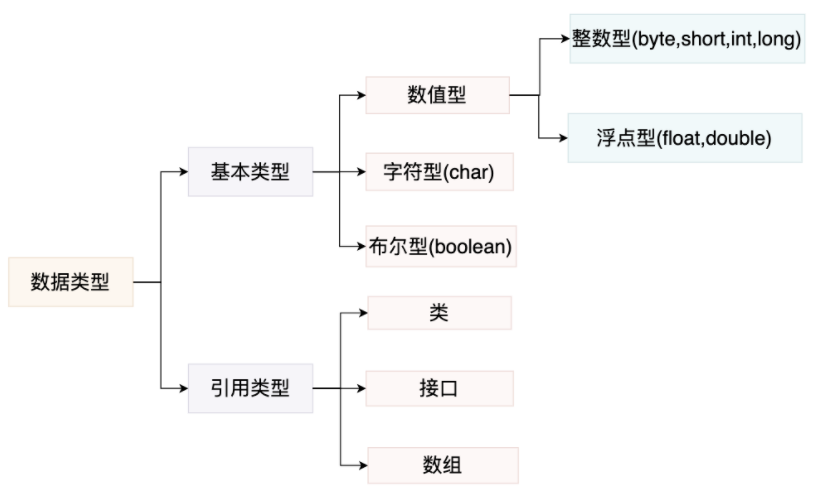 整数型(byte,short,int,long)
数值型
浮点型(float,double)
基本类型
字符型(char)
布尔型(boolean)
数据类型
类
引用类型
接口
数组